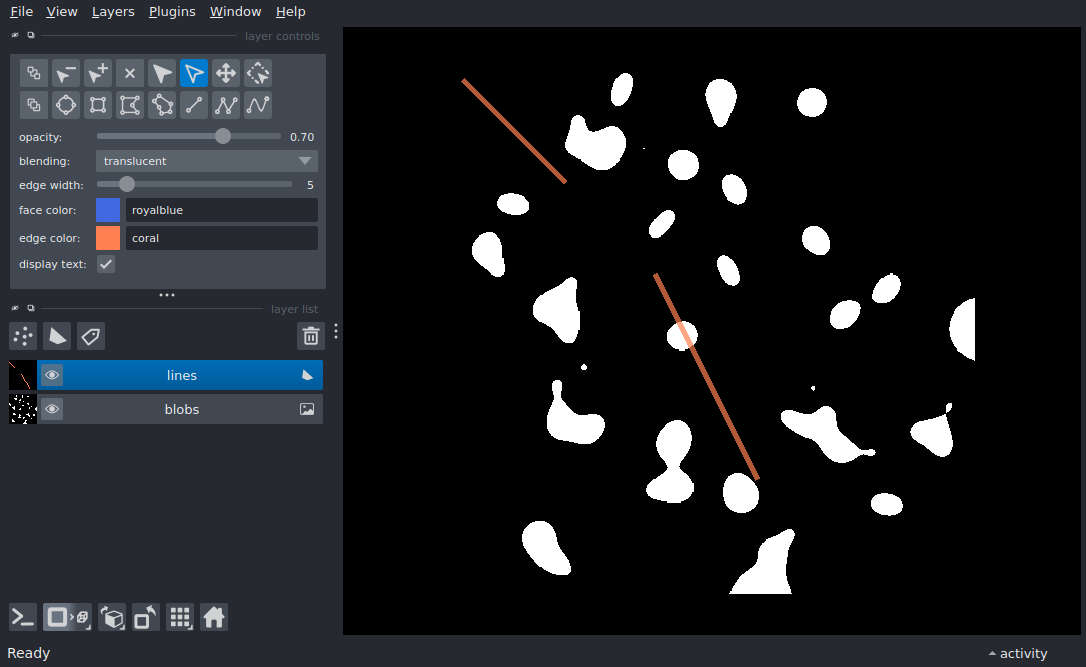 File View Layers Plugins Window Help
layer controls
opacity: 0.70
blending: translucent
edge width: 5
face color: royalblue
edge color: coral
display text:
layer list
lines
blobs
Ready
activity